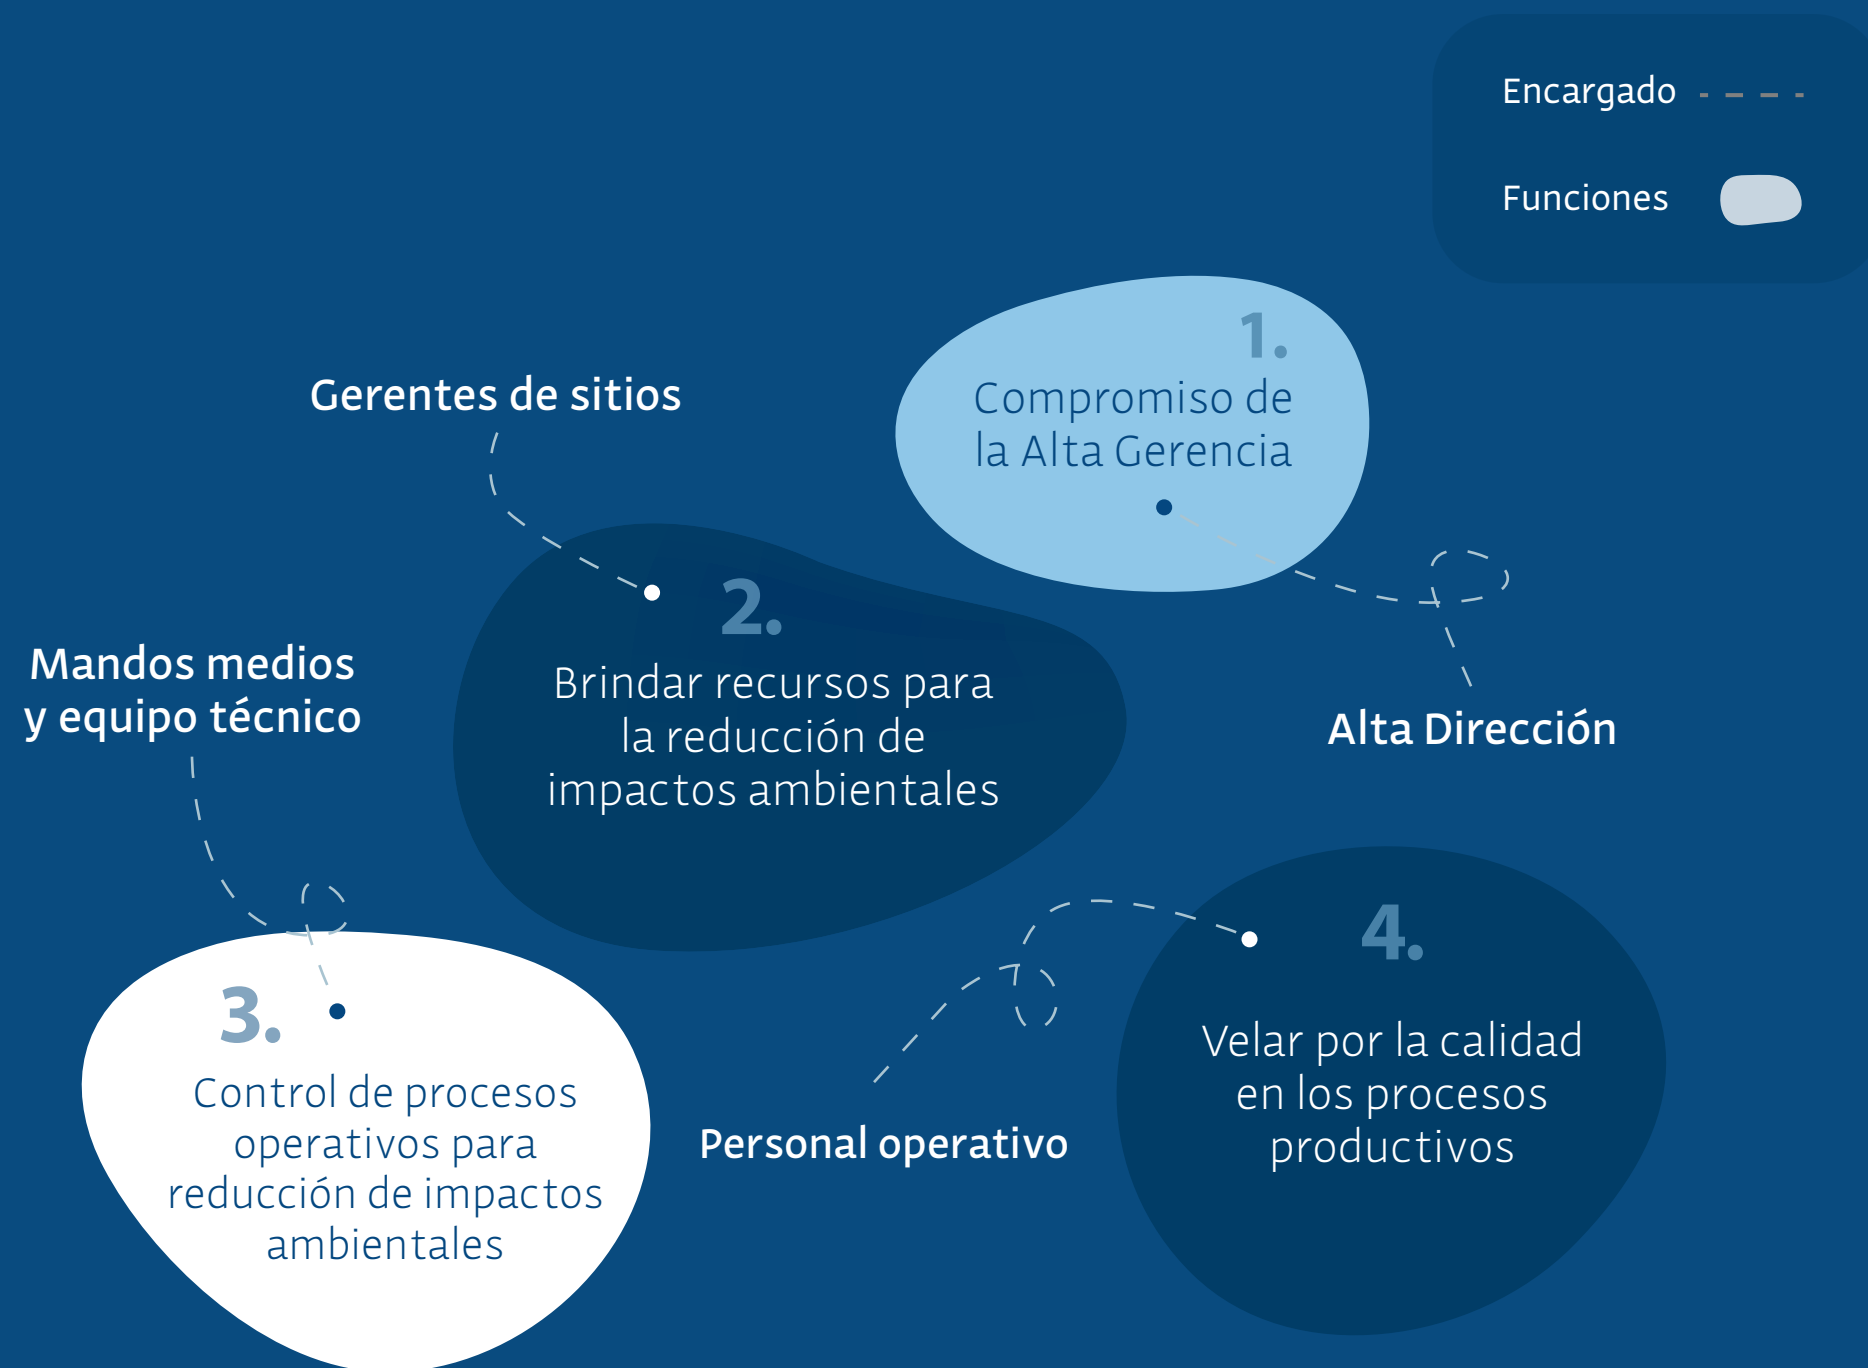 Encargado
Funciones
1.
Compromiso de
la Alta Gerencia
Alta Dirección
Gerentes de sitios
2.
Brindar recursos para
la reducción de
impactos ambientales
Mandos medios
y equipo técnico
3.
Control de procesos
operativos para
reducción de impactos
ambientales
Personal operativo
4.
Velar por la calidad
en los procesos
productivos